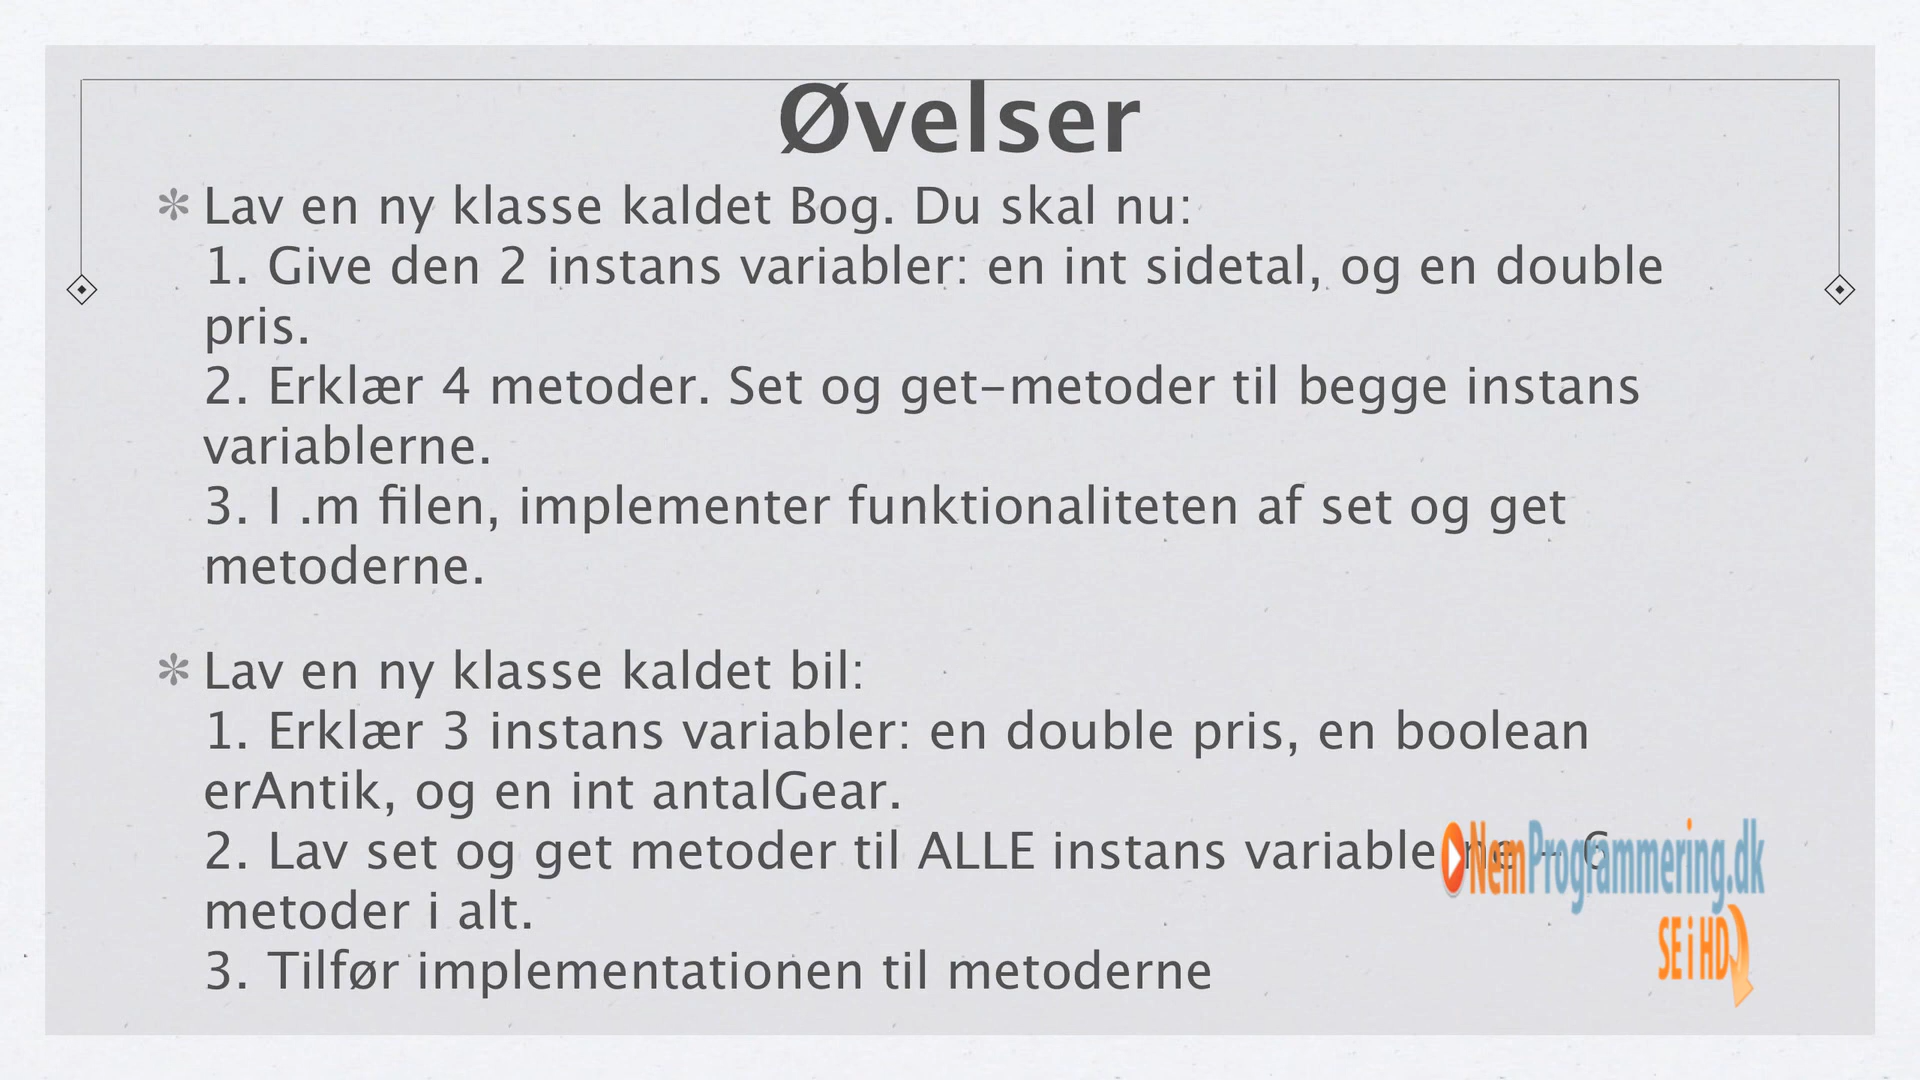 Øvelser
* Lav en ny klasse kaldet Bog. Du skal nu:
1. Give den 2 instans variabler: en int sidetal, og en double
pris.
2. Erklær 4 metoder. Set og get-metoder til begge instans
variablerne.
3. I .m filen, implementer funktionaliteten af set og get
metoderne.
* Lav en ny klasse kaldet bil:
1. Erklær 3 instans variabler: en double pris, en boolean
erAntik, og en int antalGear.
2. Lav set og get metoder til ALLE instans variablerne - 6
metoder i alt.
3. Tilfør implementationen til metoderne
NemProgrammering.dk
SE i HD